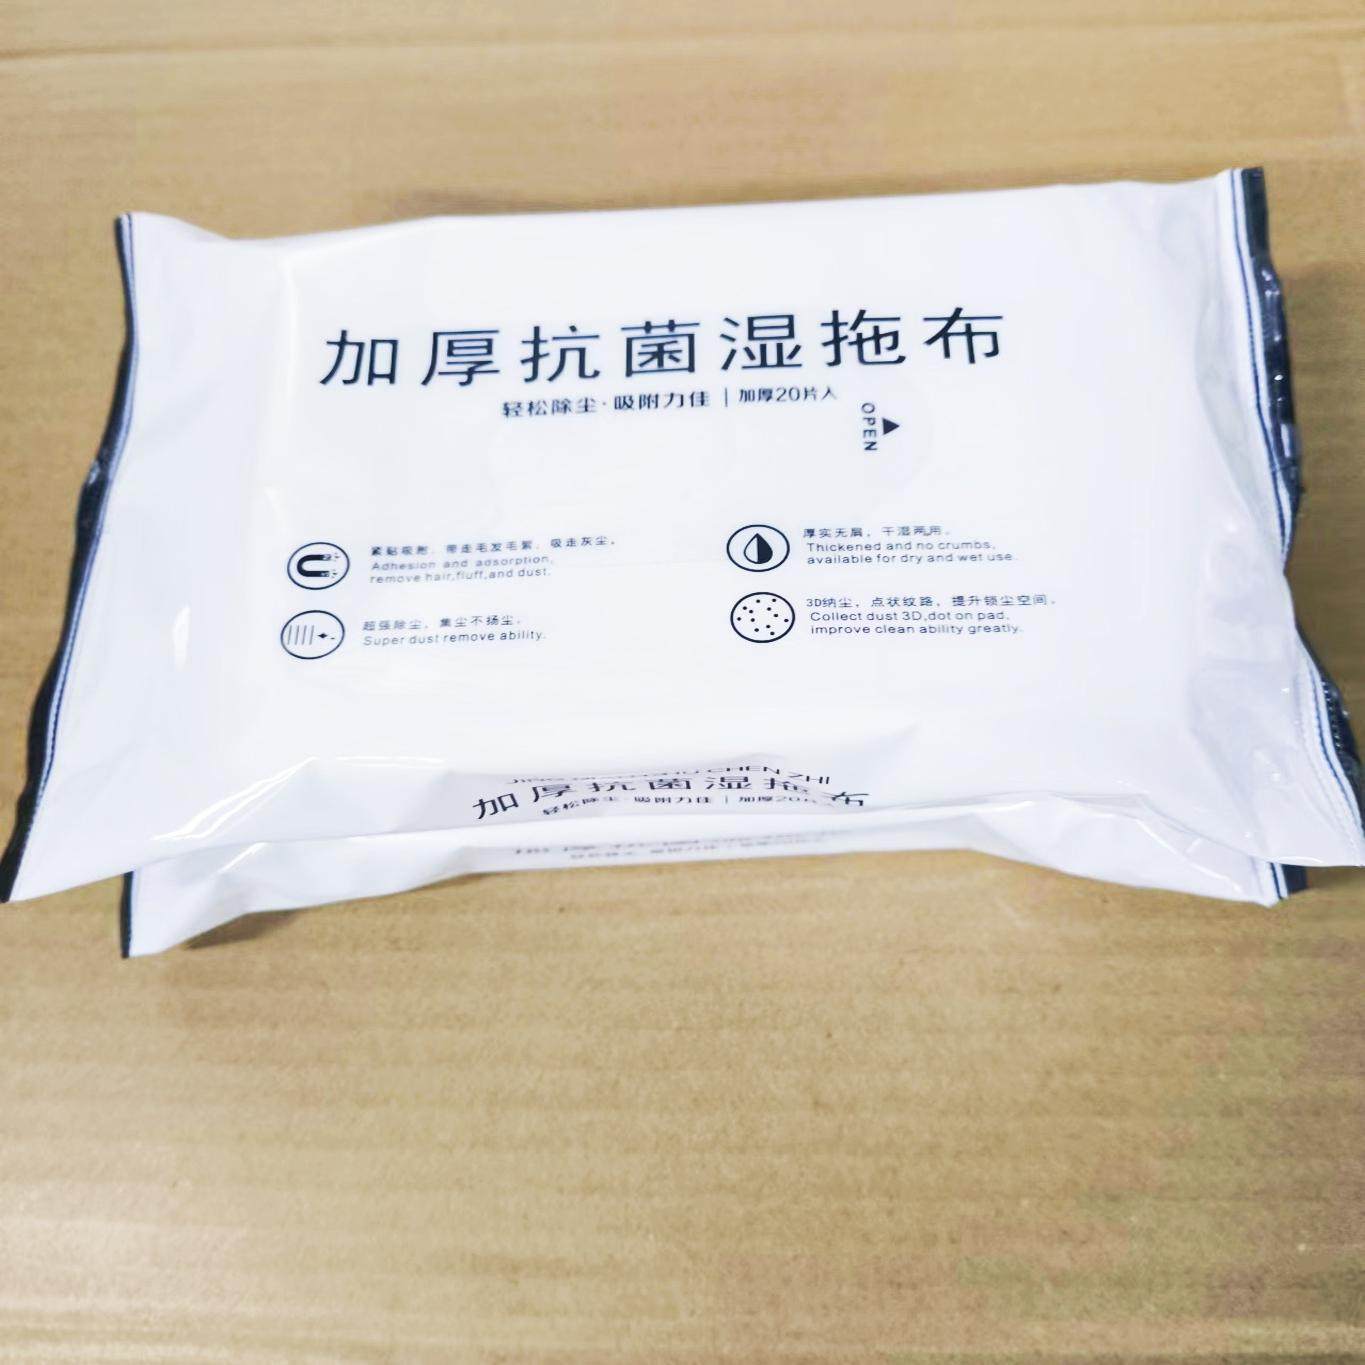 加厚抗菌湿拖布
轻松除尘·吸附力佳 | 加厚20片入
OPEN
紧贴吸附,带走毛发毛絮,吸走灰尘。
Adhesion and adsorption,
remove hair,fluff,and dust.
超强除尘,集尘不扬尘。
Super dust remove ability.
厚实无屑,干湿两用。
Thickened and no crumbs,
available for dry and wet use.
3D纳尘,点状纹路,提升锁尘空间。
Collect dust 3D,dot on pad,
improve clean ability greatly.
CHEN ZHI
加厚抗菌湿拖布
轻松除尘·吸附力佳 | 加厚20